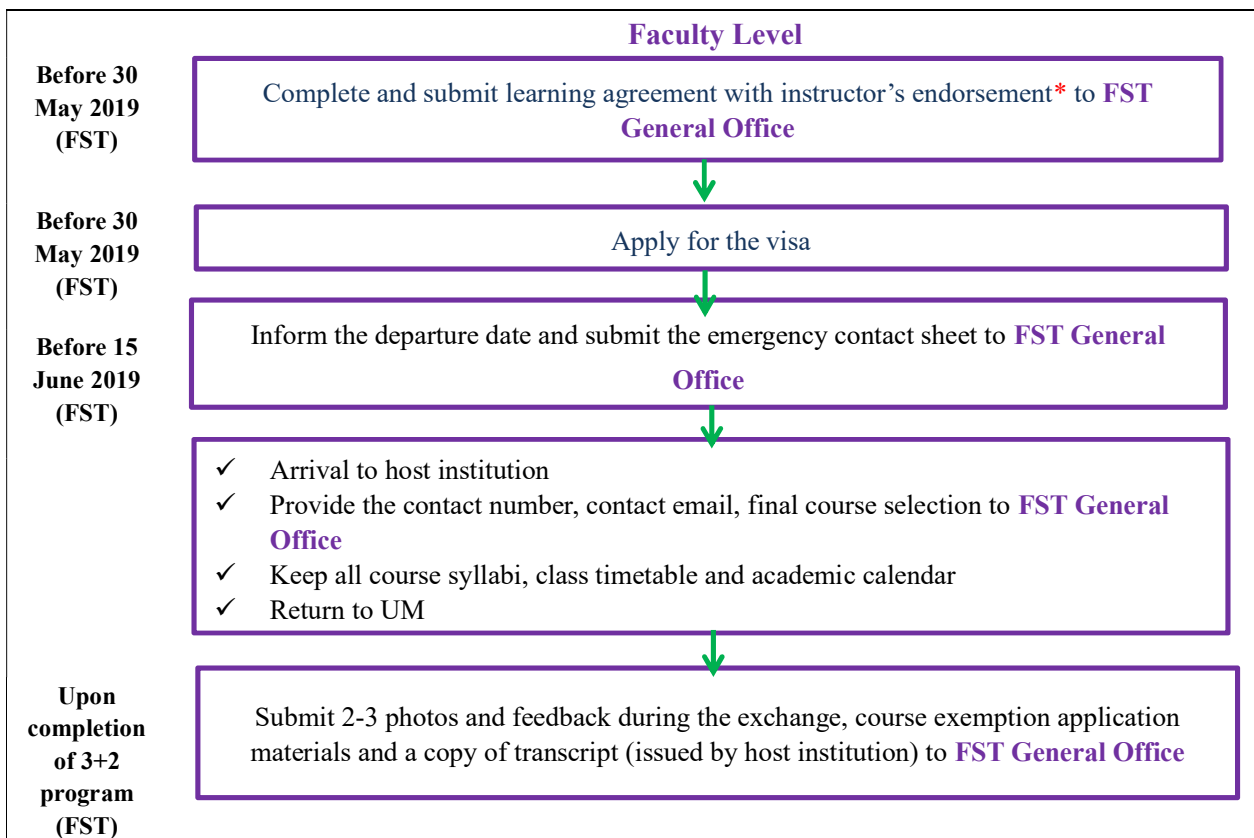 Faculty Level
Before 30
May 2019
(FST)
Complete and submit learning agreement with instructor’s endorsement* to FST
General Office
Before 30
May 2019
(FST)
Apply for the visa
Before 15
June 2019
(FST)
Inform the departure date and submit the emergency contact sheet to FST General
Office
✓ Arrival to host institution
✓ Provide the contact number, contact email, final course selection to FST General
Office
✓ Keep all course syllabi, class timetable and academic calendar
✓ Return to UM
Upon
completion
of 3+2
program
(FST)
Submit 2-3 photos and feedback during the exchange, course exemption application
materials and a copy of transcript (issued by host institution) to FST General Office